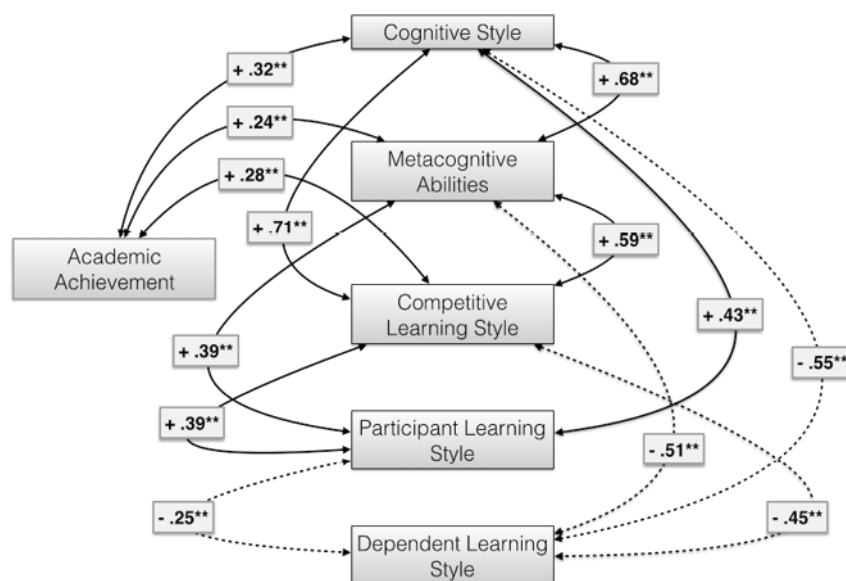 Cognitive Style
+ .32**
+ .68**
+ .24**
Metacognitive
Abilities
+ .28**
+ .71**
+ .59**
Academic
Achievement
Competitive
Learning Style
+ .43**
+ .39**
- .55**
+ .39**
Participant Learning
Style
- .51**
- .25**
- .45**
Dependent Learning
Style